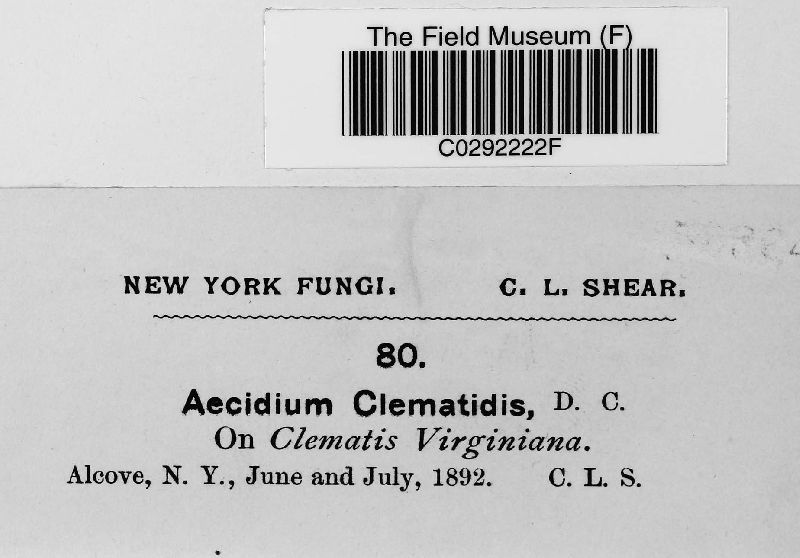 The Field Museum (F)
C0292222F
NEW YORK FUNGI. C. L. SHEAR.
80.
Aecidium Clematidis, D. C.
On Clematis Virginiana.
Alcove, N. Y., June and July, 1892. C. L. S.